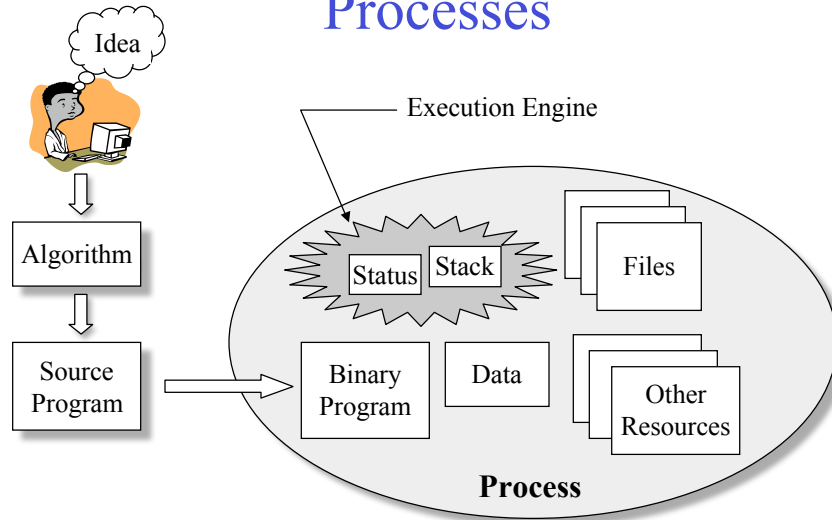 Processes
Idea
Execution Engine
Algorithm
Status
Stack
Files
Source
Program
Binary
Program
Data
Other
Resources
Process